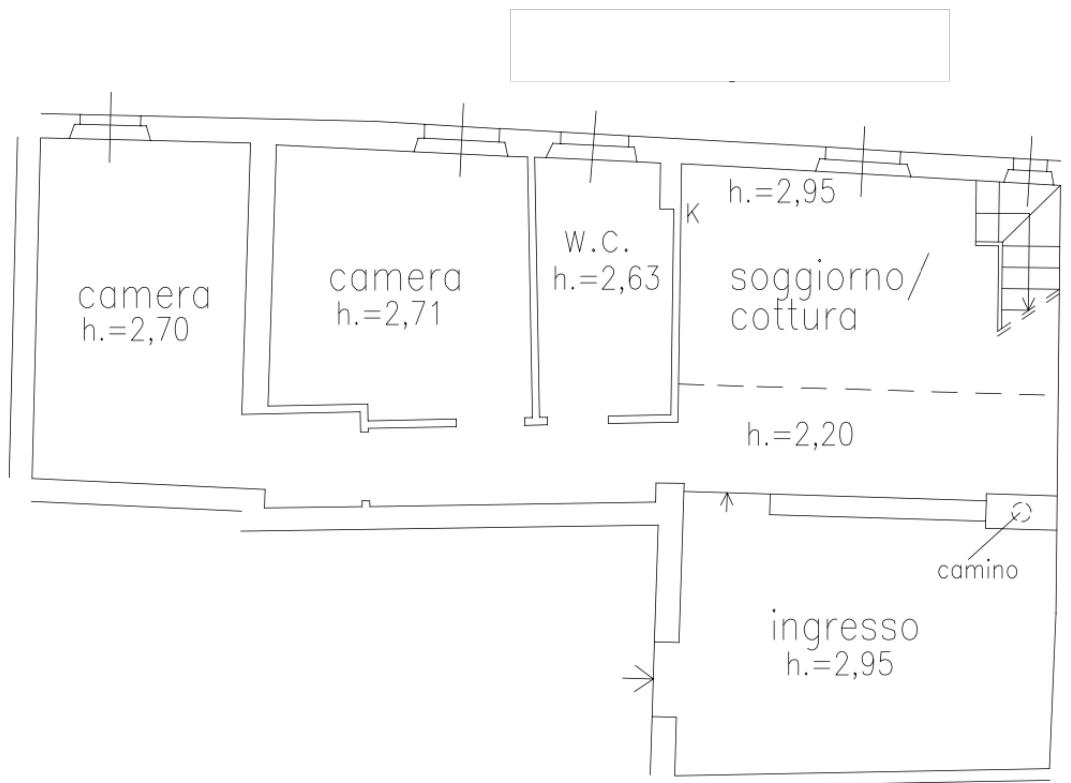 h.=2,95
K
W.C.
h.=2,63
camera
h.=2,70
camera
h.=2,71
soggiorno/
cottura
h.=2,20
camino
ingresso
h.=2,95